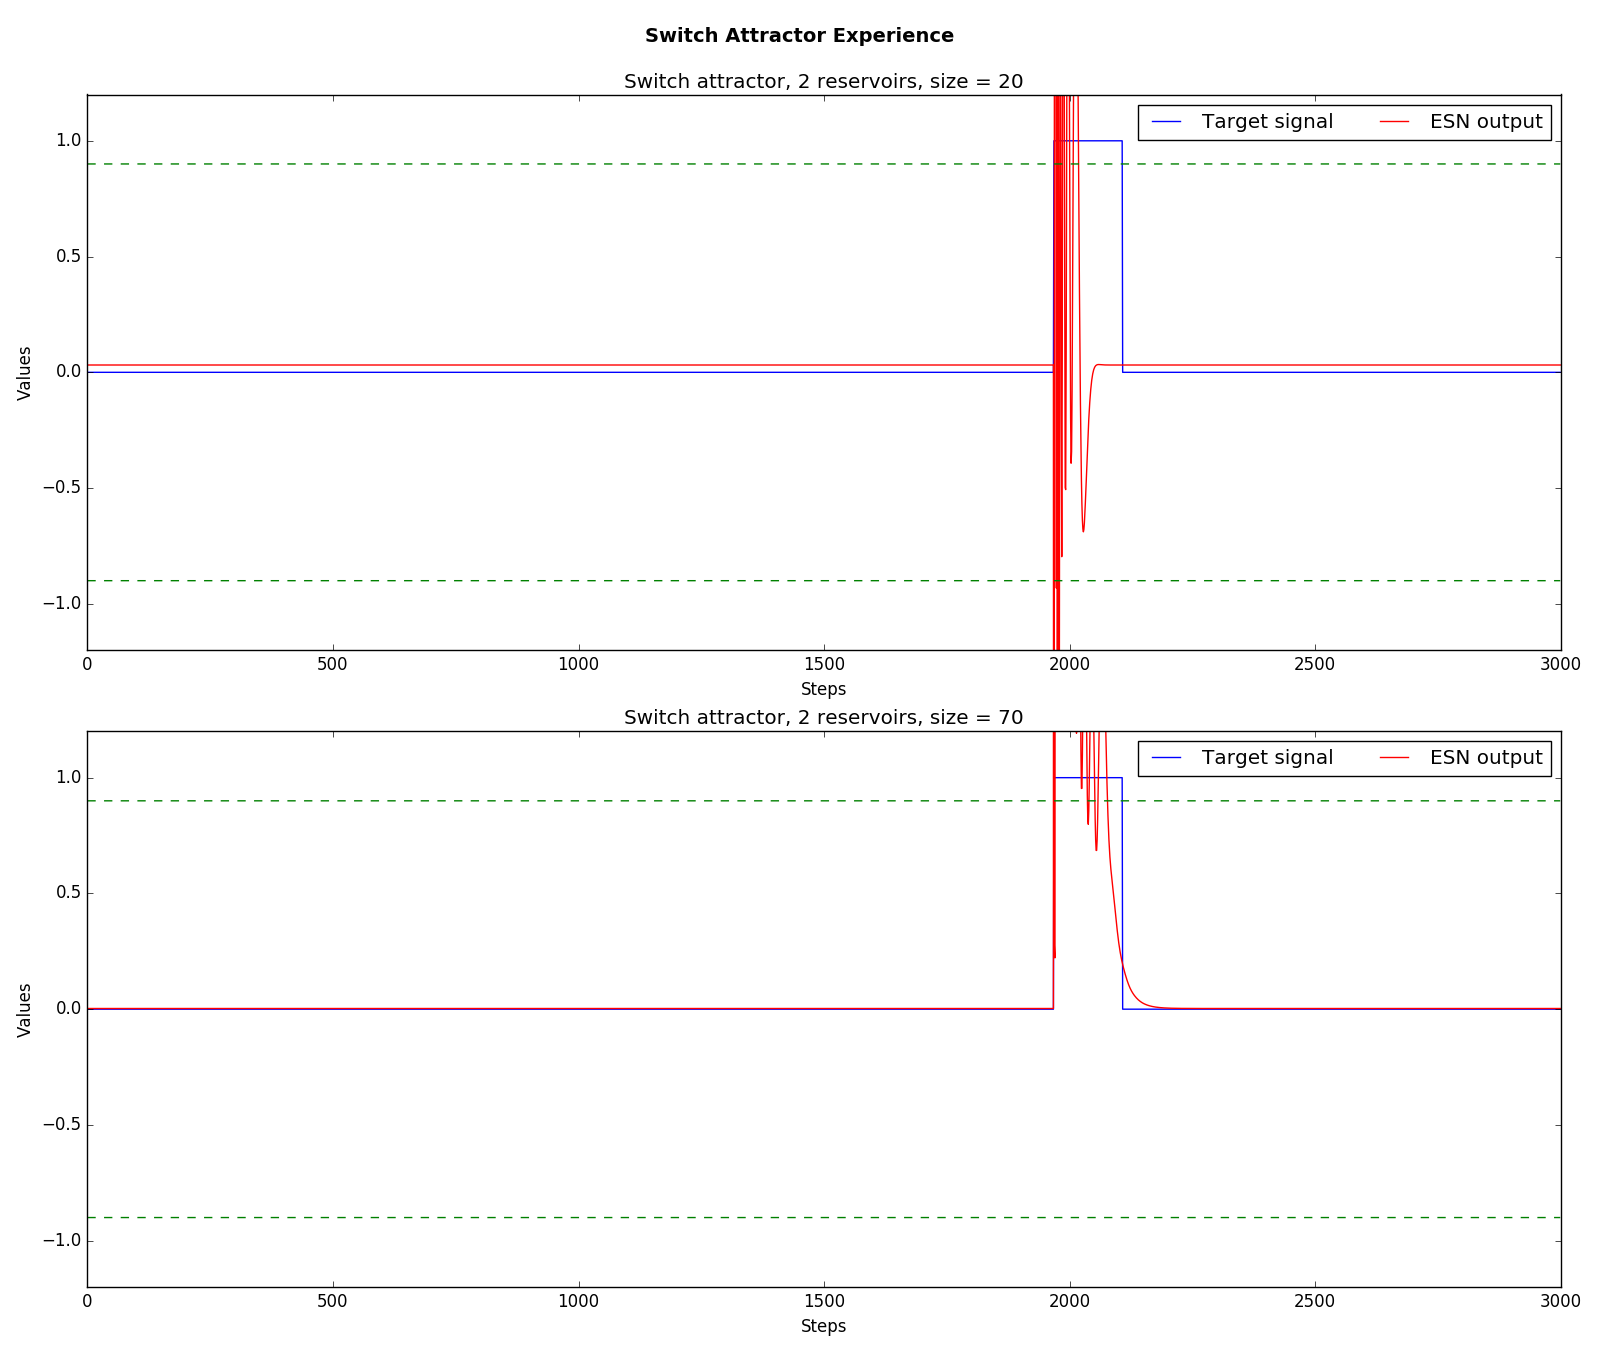 Switch Attractor Experience
Switch attractor, 2 reservoirs, size = 20
Target signal ESN output
1.0
0.5
0.0
−0.5
−1.0
Values
0 500 1000 1500 2000 2500 3000
Steps
Switch attractor, 2 reservoirs, size = 70
Target signal ESN output
1.0
0.5
0.0
−0.5
−1.0
Values
0 500 1000 1500 2000 2500 3000
Steps